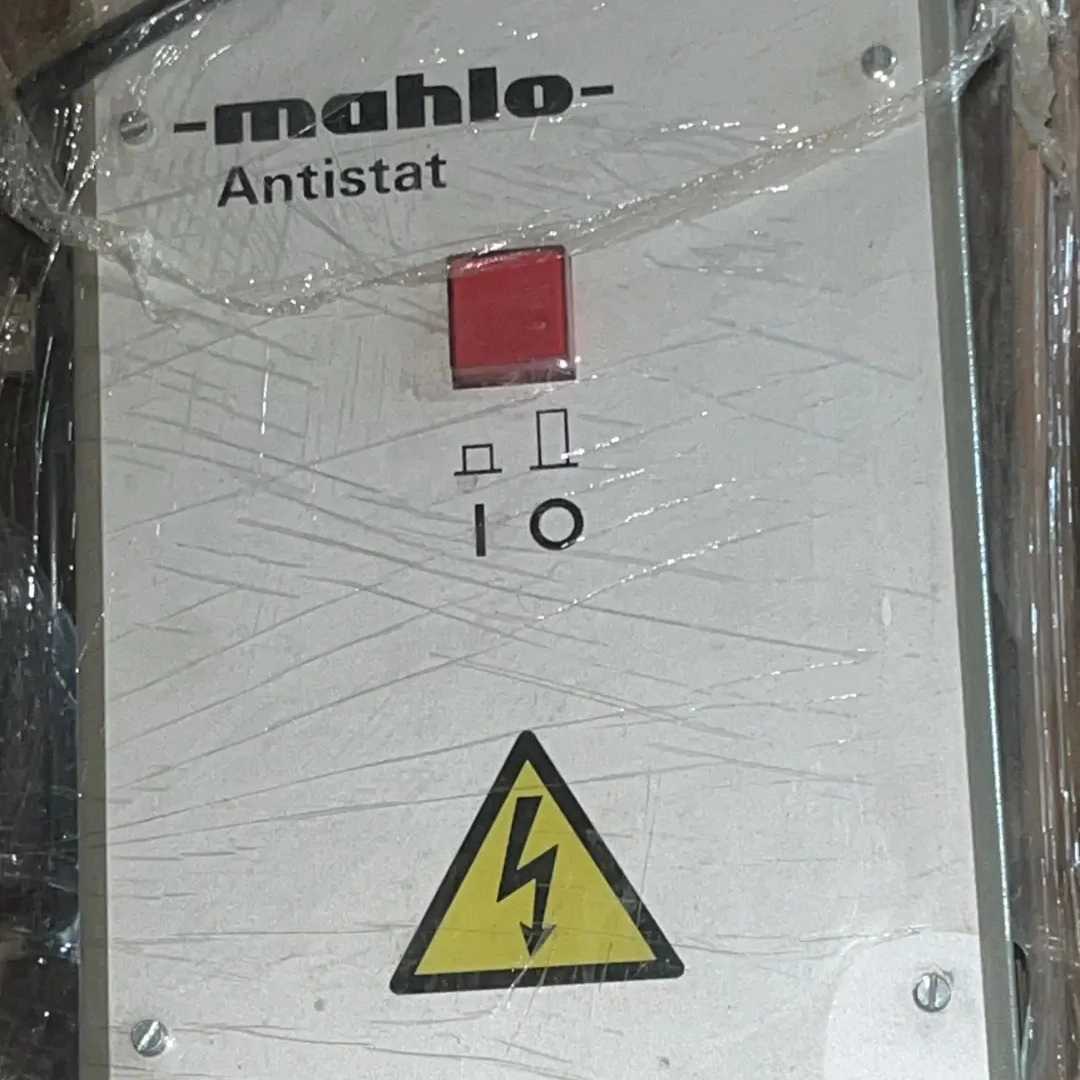 -mahlo-
Antistat
I O